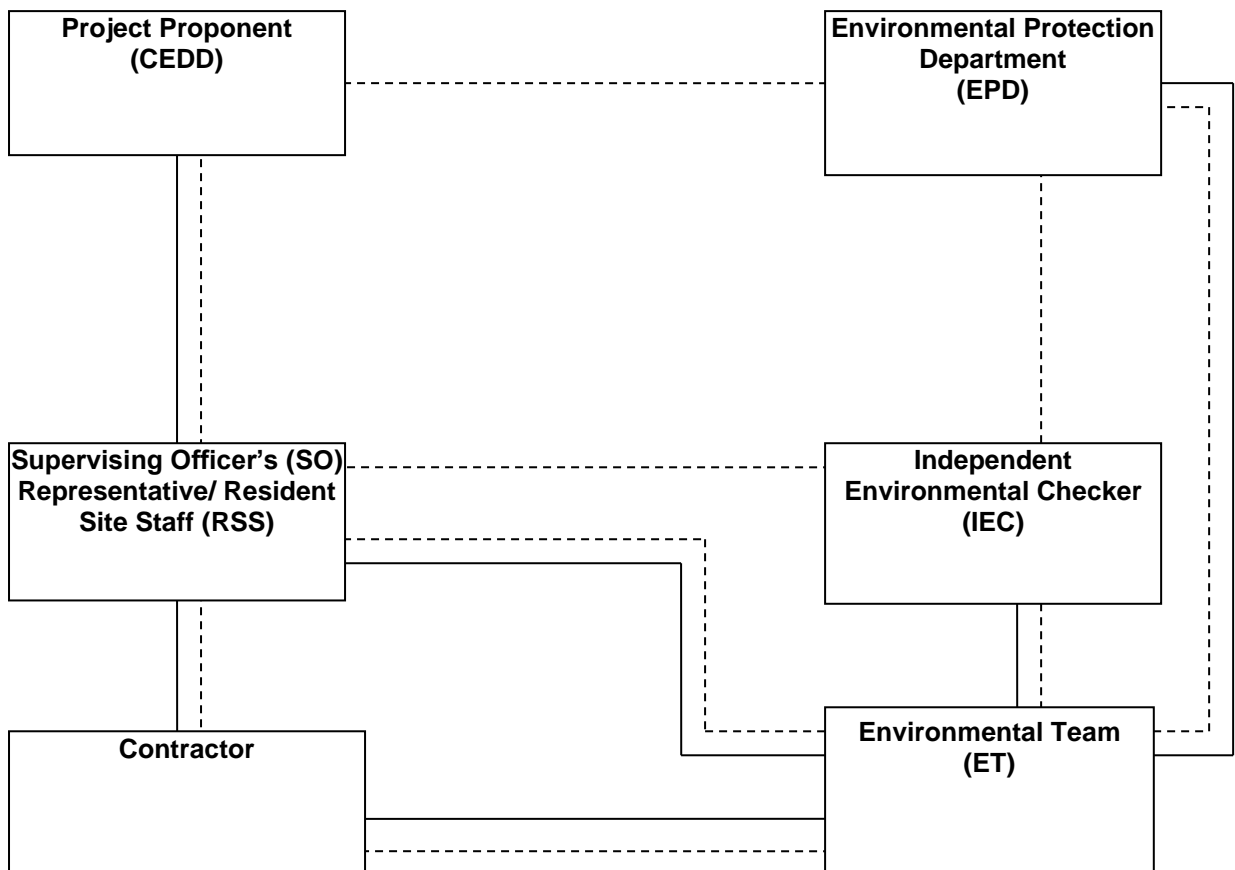 Project Proponent
(CEDD)
Environmental Protection
Department
(EPD)
Supervising Officer's (SO)
Representative/ Resident
Site Staff (RSS)
Independent
Environmental Checker
(IEC)
Contractor
Environmental Team
(ET)